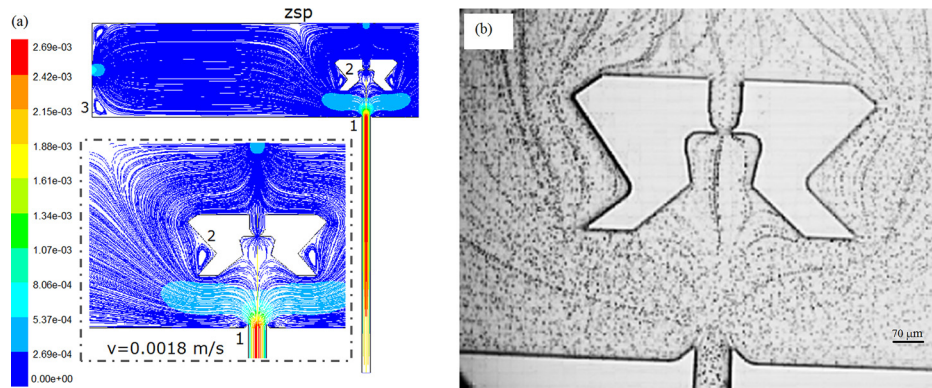 (a)
zsp
2.69e-03
2.42e-03
2.15e-03
1.88e-03
1.61e-03
1.34e-03
1.07e-03
8.06e-04
5.37e-04
2.69e-04
0.00e+00
2
3
1
2
1
v=0.0018 m/s
(b)
70 µm